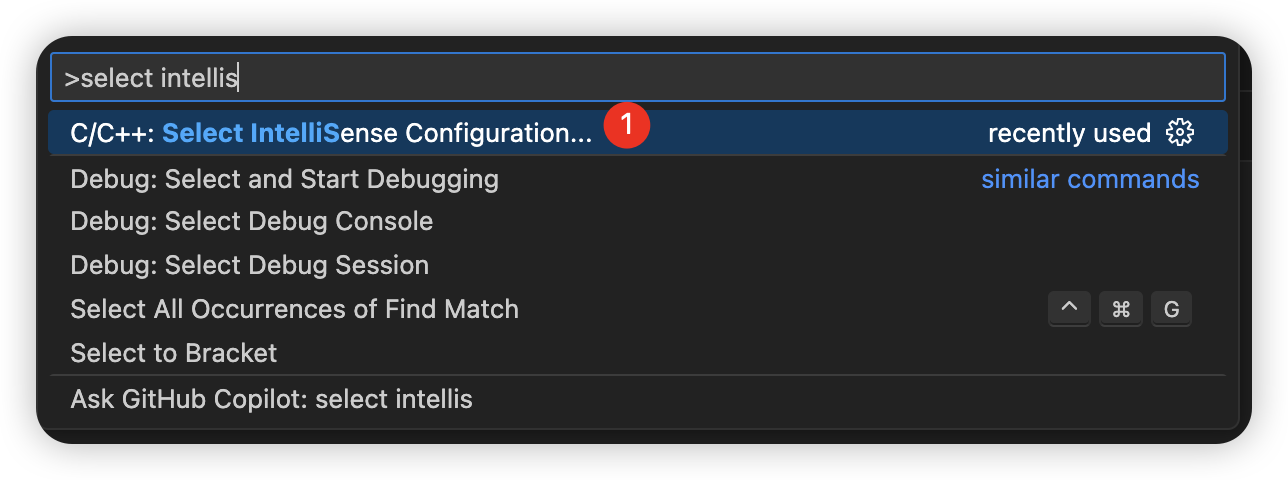 >select intellis
C/C++: Select IntelliSense Configuration... 1 recently used
Debug: Select and Start Debugging similar commands
Debug: Select Debug Console
Debug: Select Debug Session
Select All Occurrences of Find Match ^ ⌘ G
Select to Bracket
Ask GitHub Copilot: select intellis